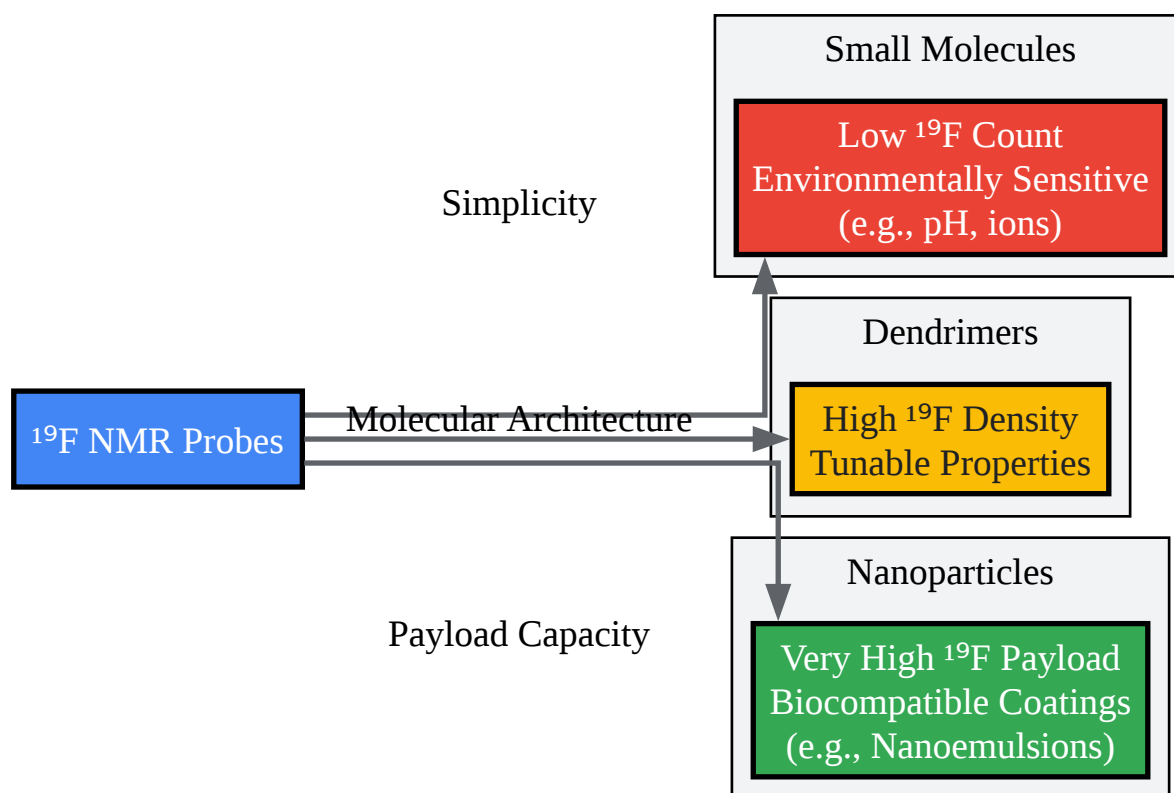 Small Molecules
Low ¹⁹F Count
Environmentally Sensitive
(e.g., pH, ions)
Simplicity
Dendrimers
¹⁹F NMR Probes
Molecular Architecture
High ¹⁹F Density
Tunable Properties
Nanoparticles
Payload Capacity
Very High ¹⁹F Payload
Biocompatible Coatings
(e.g., Nanoemulsions)